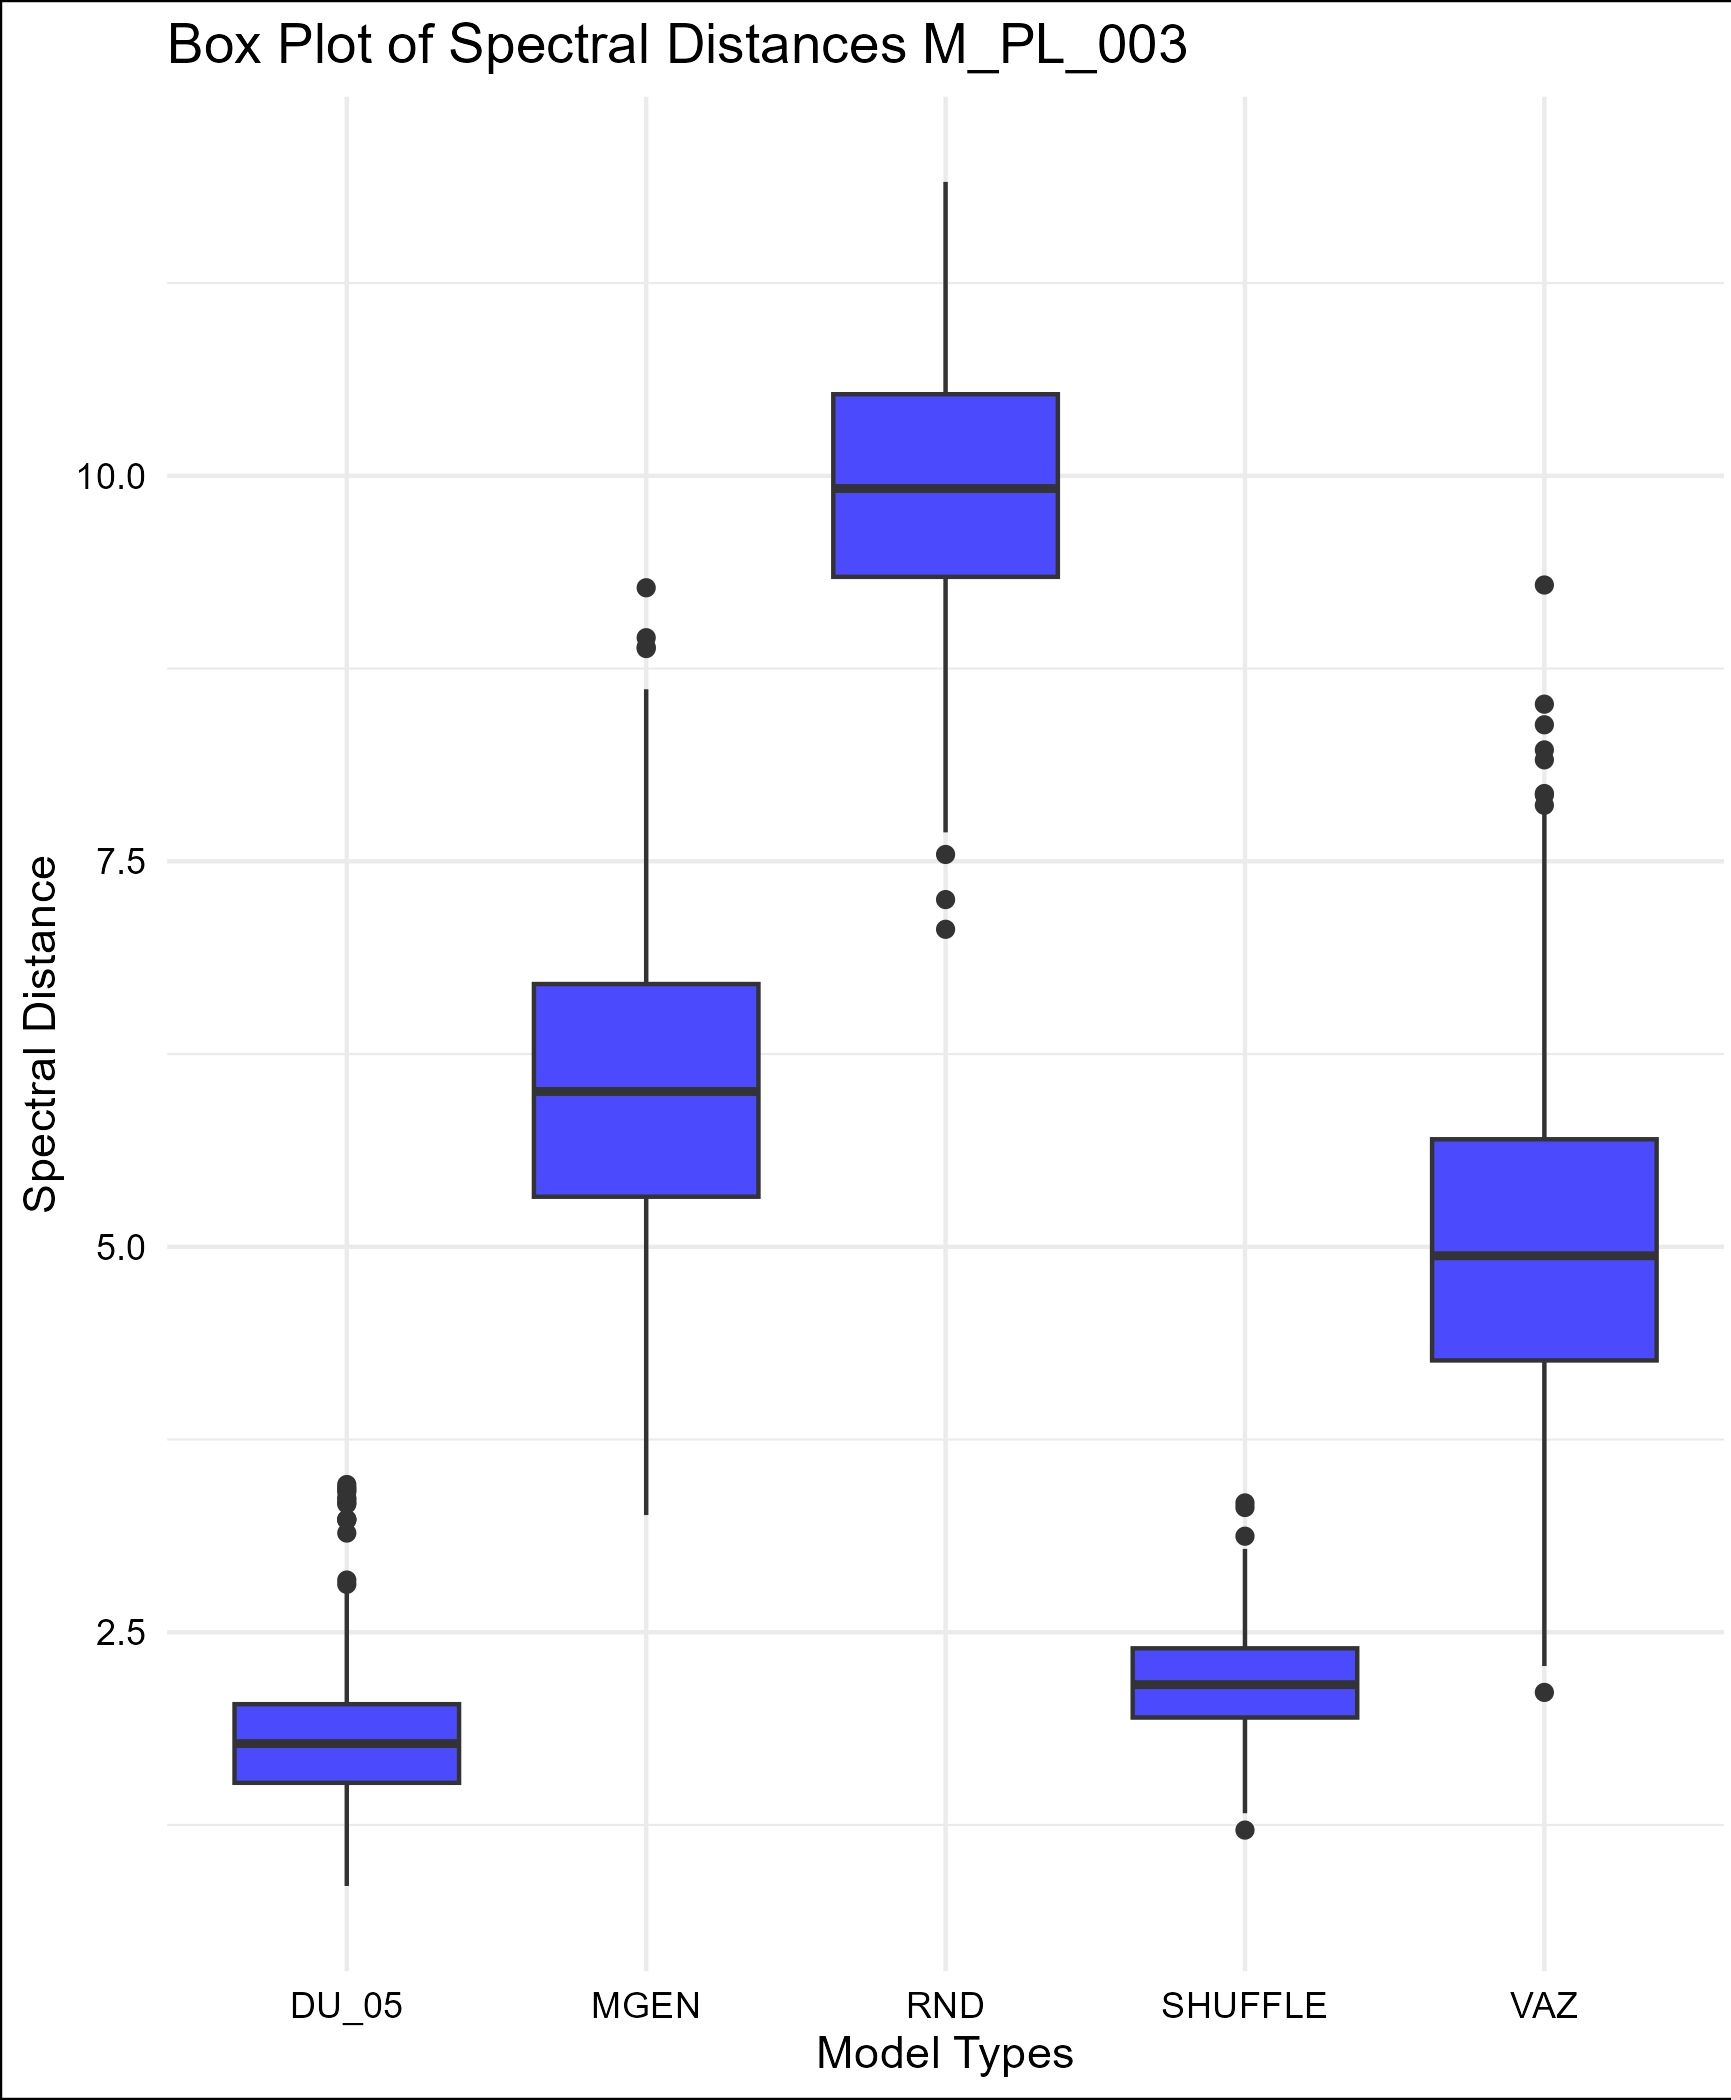 Box Plot of Spectral Distances M_PL_003
Spectral Distance
10.0
7.5
5.0
2.5
DU_05 MGEN RND SHUFFLE VAZ
Model Types